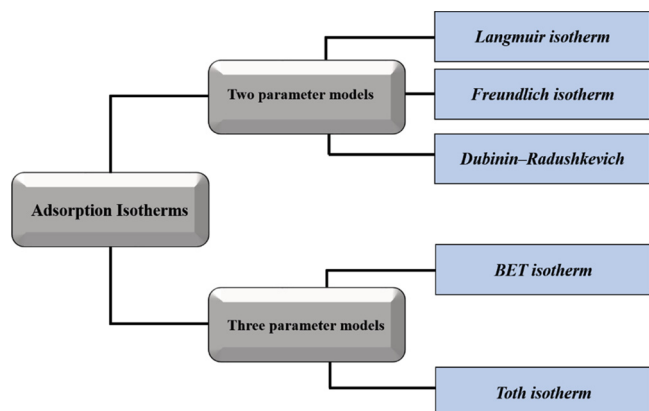 Langmuir isotherm
Two parameter models
Freundlich isotherm
Dubinin–Radushkevich
Adsorption Isotherms
BET isotherm
Three parameter models
Toth isotherm